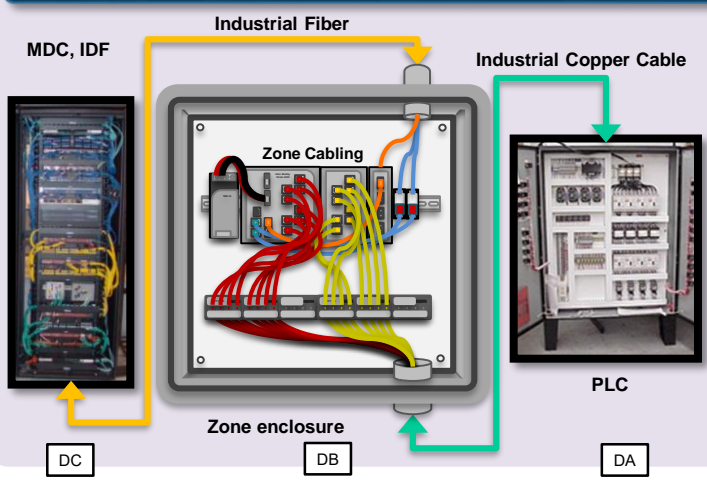 Industrial Fiber
MDC, IDF
Industrial Copper Cable
Zone Cabling
PLC
Zone enclosure
DC
DB
DA